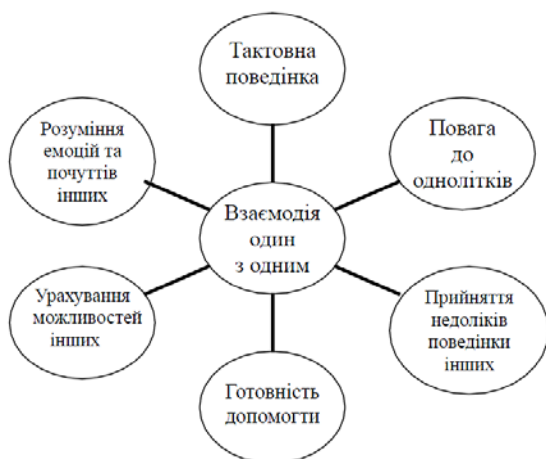 Тактовна
поведінка
Розуміння
емоцій та
почуттів
інших
Повага
до
однолітків
Взаємодія
один
з одним
Урахування
можливостей
інших
Прийняття
недоліків
поведінки
інших
Готовність
допомогти